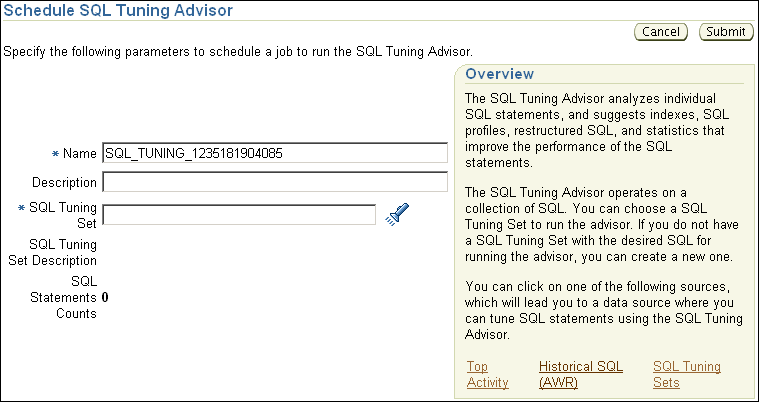 Schedule SQL Tuning Advisor
Cancel Submit
Specify the following parameters to schedule a job to run the SQL Tuning Advisor.
* Name SQL_TUNING_1235181904085
Description
* SQL Tuning
Set
SQL Tuning
Set Description
SQL
Statements 0
Counts
Overview
The SQL Tuning Advisor analyzes individual
SQL statements, and suggests indexes, SQL
profiles, restructured SQL, and statistics that
improve the performance of the SQL
statements.
The SQL Tuning Advisor operates on a
collection of SQL. You can choose a SQL
Tuning Set to run the advisor. If you do not have
a SQL Tuning Set with the desired SQL for
running the advisor, you can create a new one.
You can click on one of the following sources,
which will lead you to a data source where you
can tune SQL statements using the SQL Tuning
Advisor.
Top Historical SQL SQL Tuning
Activity (AWR) Sets